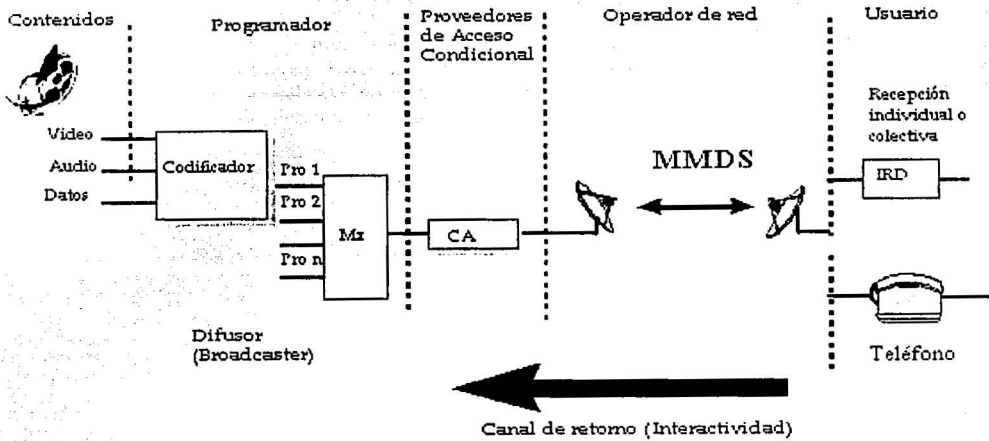 Contenidos
Programador
Proveedores
de Acceso
Condicional
Operador de red
Usuario
Video
Audio
Datos
Codificador
Pro 1
Pro 2
Pro n
Mx
CA
MMDS
Recepción
individual o
colectiva
IRD
Teléfono
Difusor
(Broadcaster)
Canal de retorno (Interactividad)